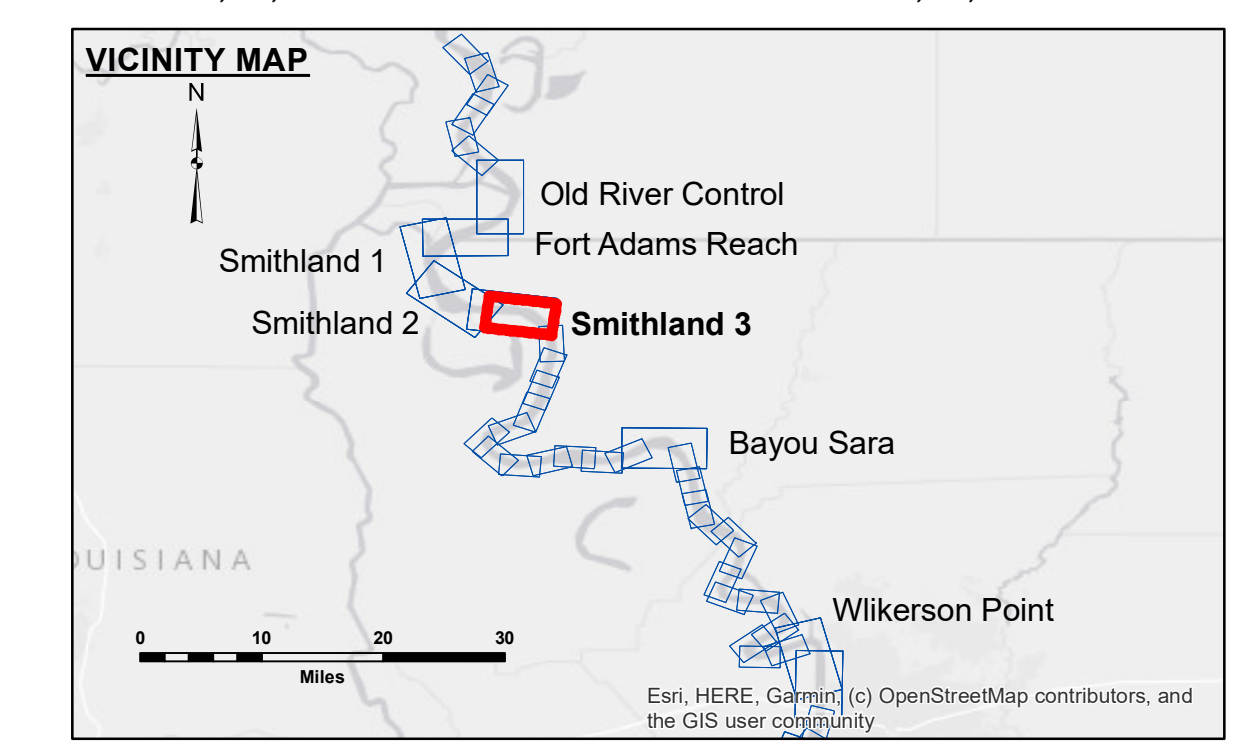 VICINITY MAP
N
Old River Control
Fort Adams Reach
Smithland 1
Smithland 2
Smithland 3
Bayou Sara
OUISIANA
Wlikerson Point
0 10 20 30
Miles
Esri, HERE, Garmin, (c) OpenStreetMap contributors, and
the GIS user community